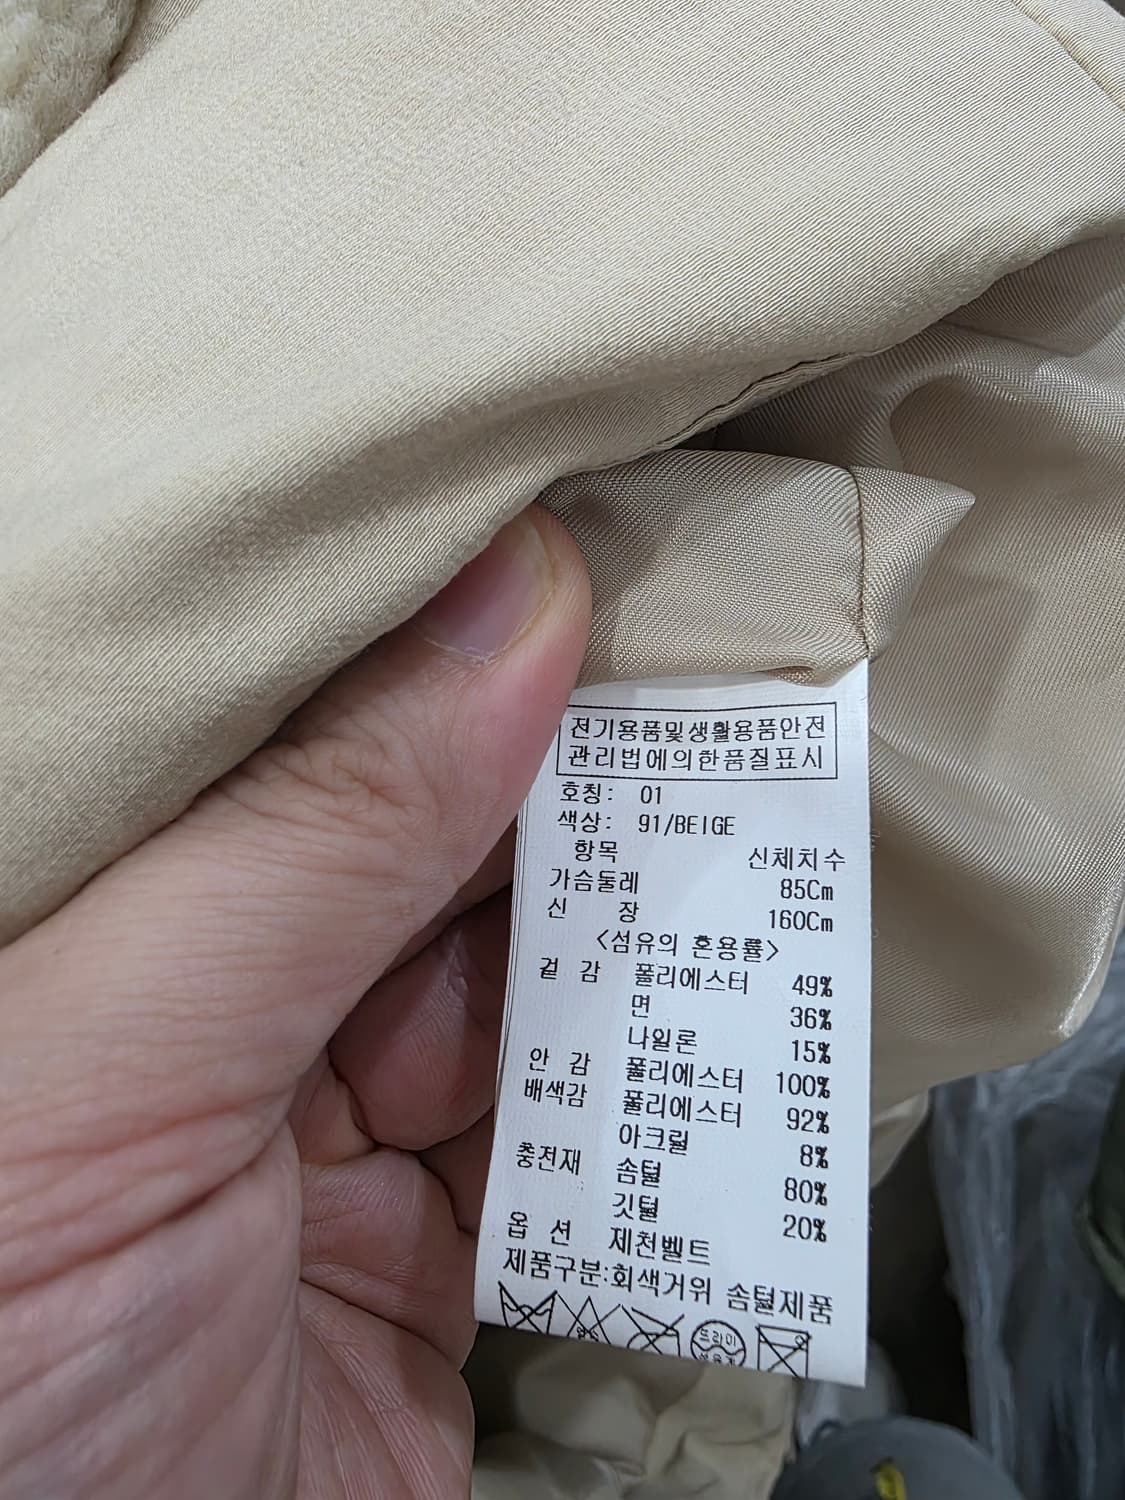 전기용품및생활용품안전
관리법에의한품질표시
호칭: 01
색상: 91/BEIGE
항목 신체치수
가슴둘레 85Cm
신 장 160Cm
<섬유의 혼용률>
겉 감 폴리에스터 49%
면 36%
나일론 15%
안 감 폴리에스터 100%
배색감 폴리에스터 92%
아크릴 8%
충전재 솜털 80%
깃털 20%
옵 션 제천벨트
제품구분:회색거위 솜털제품
드라이